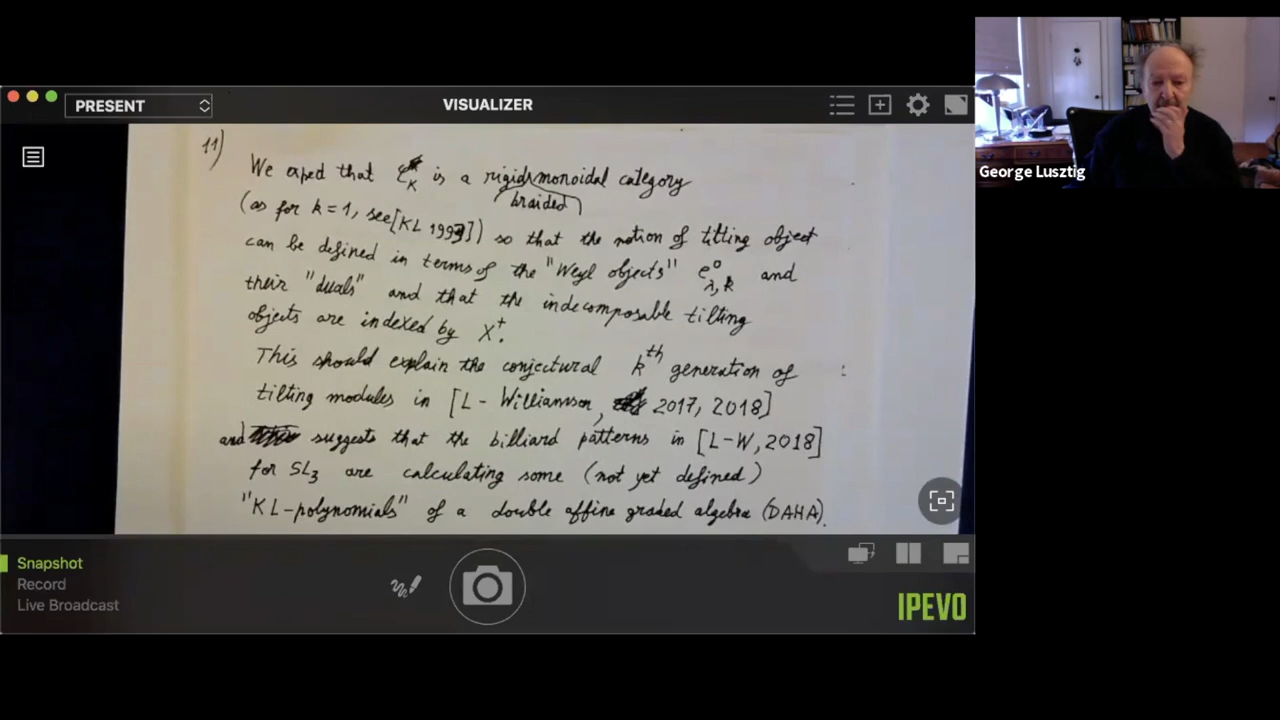 PRESENT
VISUALIZER
George Lusztig
11)
We expect that 𝒞_K is a rigid monoidal category
braided
(as for k=1, see [KL 1993]) so that the notion of tilting object
can be defined in terms of the "Weyl objects" e^0_{λ,k} and
their "duals" and that the indecomposable tilting
objects are indexed by X^+.
This should explain the conjectural k^th generation of
tilting modules in [L-Williamson, 2017, 2018]
and suggests that the billiard patterns in [L-W, 2018]
for SL_3 are calculating some (not yet defined)
"KL-polynomials" of a double affine graded algebra (DAHA).
Snapshot
Record
Live Broadcast
IPEVO